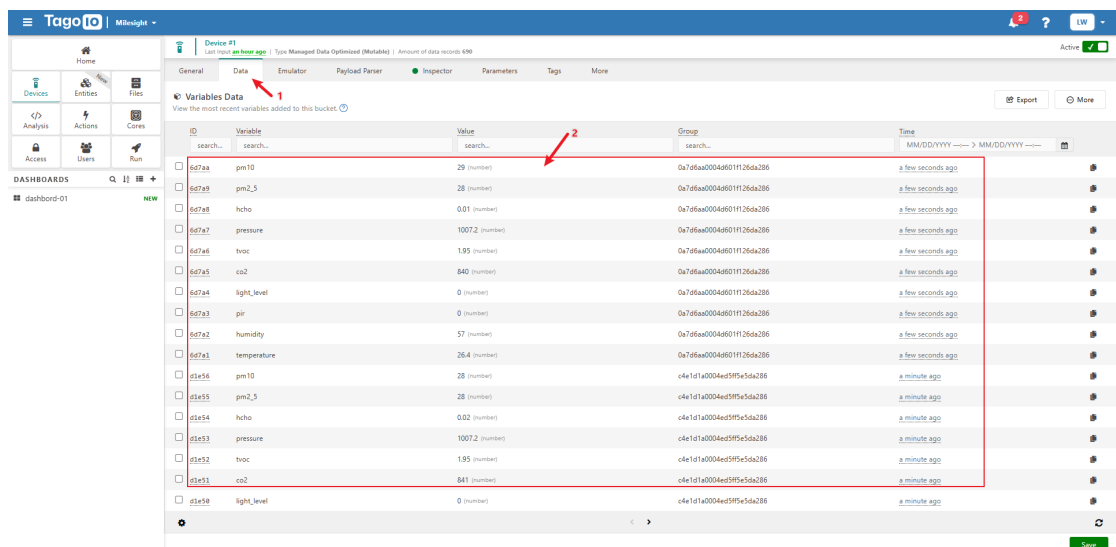 Tago IO Milesight
2 ? LW
Home
Devices Entities New Files
Analysis Actions Cores
Access Users Run
DASHBOARDS
dashbord-01 NEW
Device #1
Last input an hour ago | Type Managed Data Optimized (Mutable) | Amount of data records 690
Active
General Data Emulator Payload Parser Inspector Parameters Tags More
1
Variables Data
View the most recent variables added to this bucket. ?
Export More
2
ID Variable Value Group Time
search... search... search... search... MM/DD/YYYY --:-- > MM/DD/YYYY --:--
6d7aa pm10 29 (number) 0a7d6aa0004d601f126da286 a few seconds ago
6d7a9 pm2_5 28 (number) 0a7d6aa0004d601f126da286 a few seconds ago
6d7a8 hcho 0.01 (number) 0a7d6aa0004d601f126da286 a few seconds ago
6d7a7 pressure 1007.2 (number) 0a7d6aa0004d601f126da286 a few seconds ago
6d7a6 tvoc 1.95 (number) 0a7d6aa0004d601f126da286 a few seconds ago
6d7a5 co2 840 (number) 0a7d6aa0004d601f126da286 a few seconds ago
6d7a4 light_level 0 (number) 0a7d6aa0004d601f126da286 a few seconds ago
6d7a3 pir 0 (number) 0a7d6aa0004d601f126da286 a few seconds ago
6d7a2 humidity 57 (number) 0a7d6aa0004d601f126da286 a few seconds ago
6d7a1 temperature 26.4 (number) 0a7d6aa0004d601f126da286 a few seconds ago
d1e56 pm10 28 (number) c4e1d1a0004ed5ff5e5da286 a minute ago
d1e55 pm2_5 28 (number) c4e1d1a0004ed5ff5e5da286 a minute ago
d1e54 hcho 0.02 (number) c4e1d1a0004ed5ff5e5da286 a minute ago
d1e53 pressure 1007.2 (number) c4e1d1a0004ed5ff5e5da286 a minute ago
d1e52 tvoc 1.95 (number) c4e1d1a0004ed5ff5e5da286 a minute ago
d1e51 co2 841 (number) c4e1d1a0004ed5ff5e5da286 a minute ago
d1e50 light_level 0 (number) c4e1d1a0004ed5ff5e5da286 a minute ago
Save